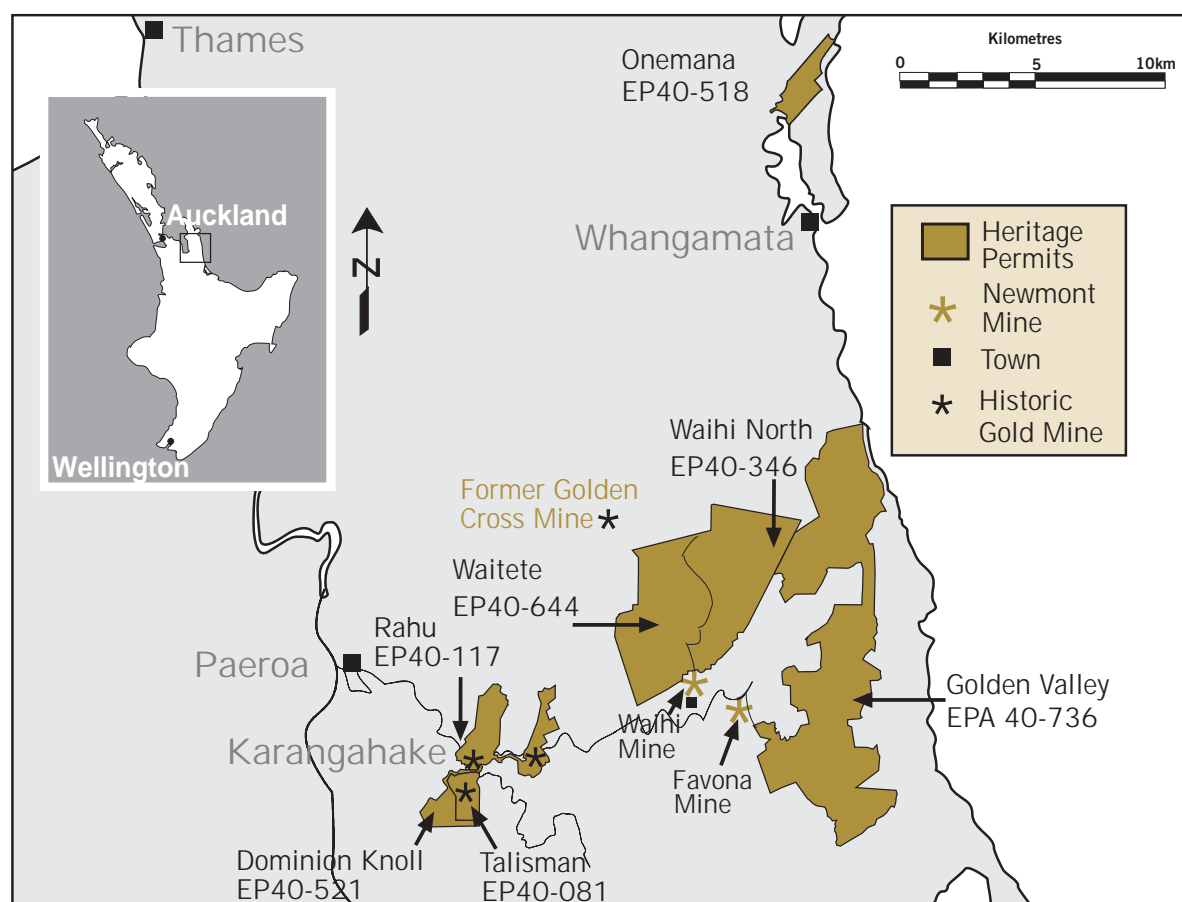 Thames
Onemana
EP40-518
Kilometres
0 5 10km
Auckland
Wellington
N
Whangamata
Heritage
Permits
Newmont
Mine
Town
Historic
Gold Mine
Waihi North
EP40-346
Former Golden
Cross Mine
Waitete
EP40-644
Rahu
EP40-117
Paeroa
Karangahake
Waihi
Mine
Favona
Mine
Golden Valley
EPA 40-736
Dominion Knoll
EP40-521
Talisman
EP40-081